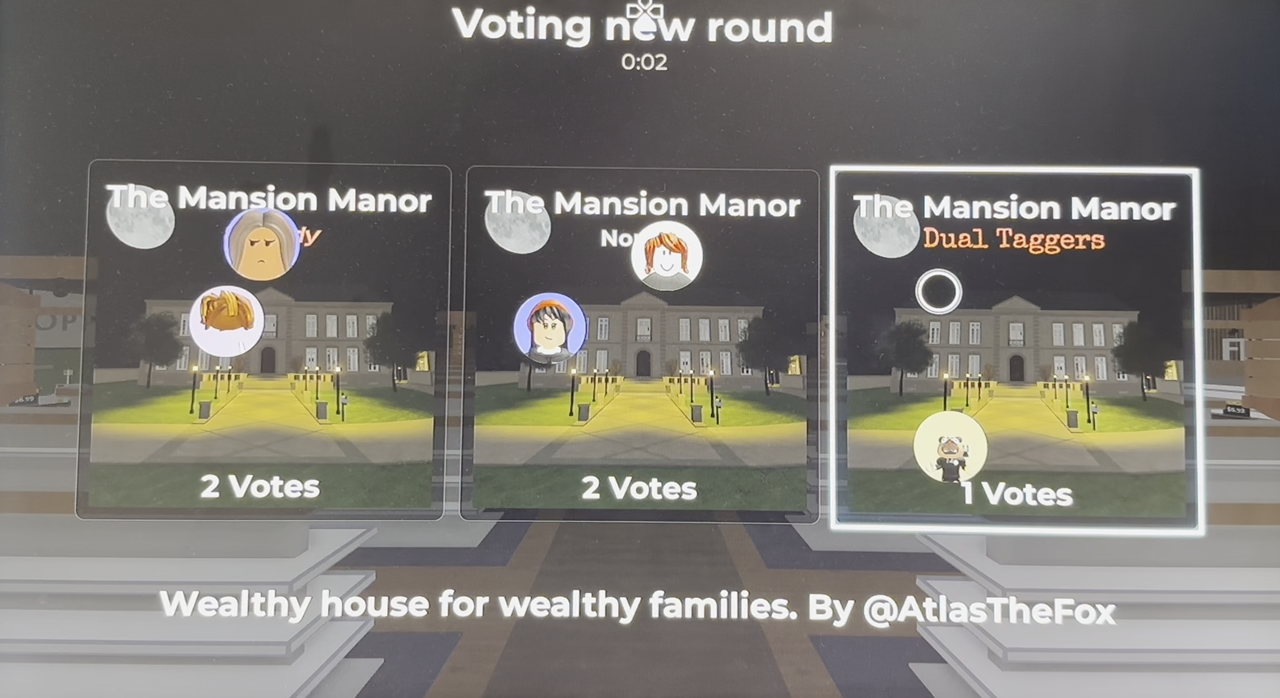 Voting new round
0:02
The Mansion Manor
2 Votes
The Mansion Manor
2 Votes
The Mansion Manor
Dual Taggers
1 Votes
Wealthy house for wealthy families. By @AtlasTheFox